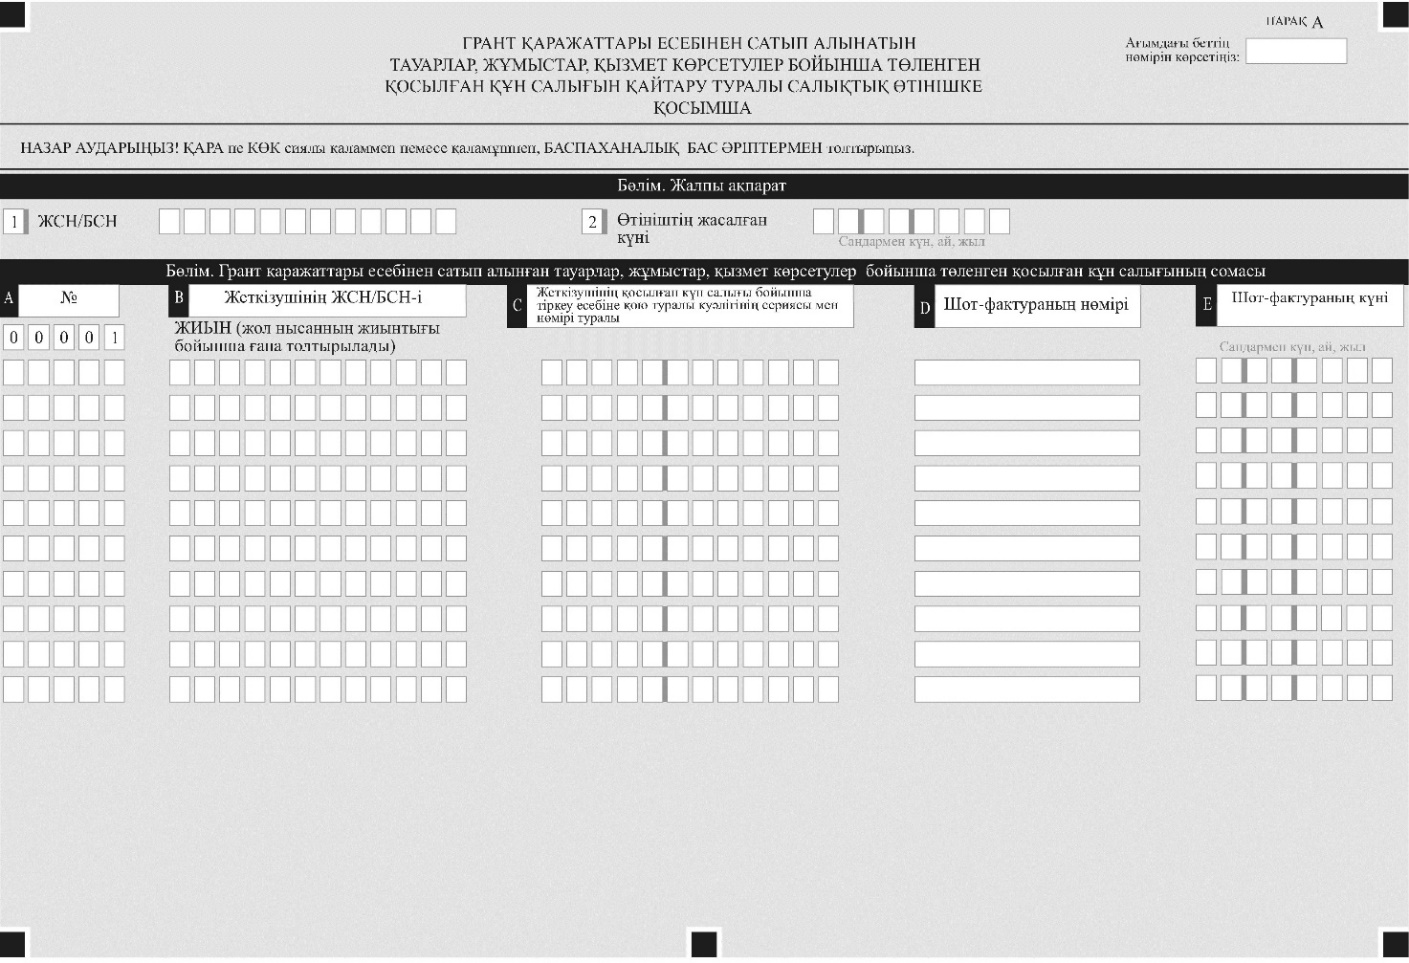 ПАРАҚ А
ГРАНТ ҚАРАЖАТТАРЫ ЕСЕБІНЕН САТЫП АЛЫНАТЫН
ТАУАРЛАР, ЖҰМЫСТАР, ҚЫЗМЕТ КӨРСЕТУЛЕР БОЙЫНША ТӨЛЕНГЕН
ҚОСЫЛҒАН ҚҰН САЛЫҒЫН ҚАЙТАРУ ТУРАЛЫ САЛЫҚТЫҚ ӨТІНІШКЕ
ҚОСЫМША
Ағымдағы беттің
нөмірін көрсетіңіз:
НАЗАР АУДАРЫҢЫЗ! ҚАРА не КӨК сиялы қаламмен немесе қаламұшпен, БАСПАХАНАЛЫҚ БАС ӘРІПТЕРМЕН толтырыңыз.
Бөлім. Жалпы ақпарат
1 ЖСН/БСН
2 Өтініштің жасалған
күні
Сандармен күн, ай, жыл
Бөлім. Грант қаражаттары есебінен сатып алынған тауарлар, жұмыстар, қызмет көрсетулер бойынша төленген қосылған құн салығының сомасы
A №
B Жеткізушінің ЖСН/БСН-і
C Жеткізушінің қосылған құн салығы бойынша
тіркеу есебіне қою туралы куәлігінің сериясы мен
нөмірі туралы
D Шот-фактураның нөмірі
E Шот-фактураның күні
0 0 0 0 1
ЖИЫН (жол нысанның жиынтығы
бойынша ғана толтырылады)
Сандармен күн, ай, жыл